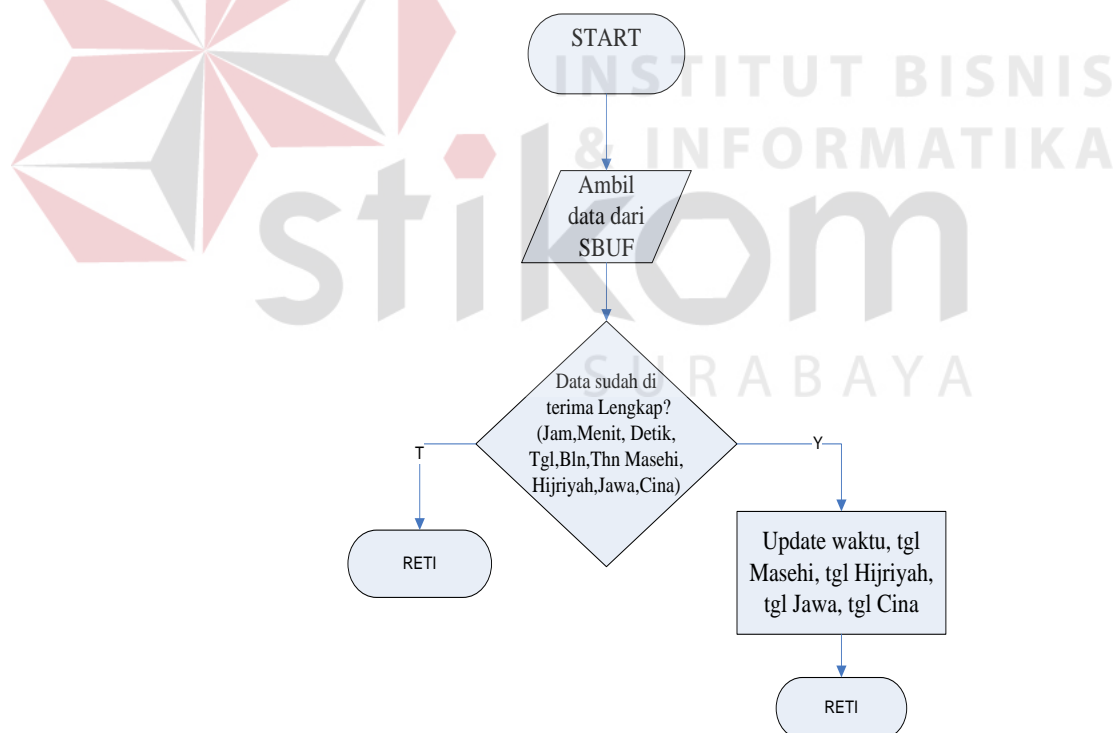 START
INSTITUT BISNIS
& INFORMATIKA
stikom
SURABAYA
Ambil
data dari
SBUF
Data sudah di
terima Lengkap?
(Jam,Menit, Detik,
Tgl,Bln,Thn Masehi,
Hijriyah,Jawa,Cina)
T
Y
RETI
Update waktu, tgl
Masehi, tgl Hijriyah,
tgl Jawa, tgl Cina
RETI